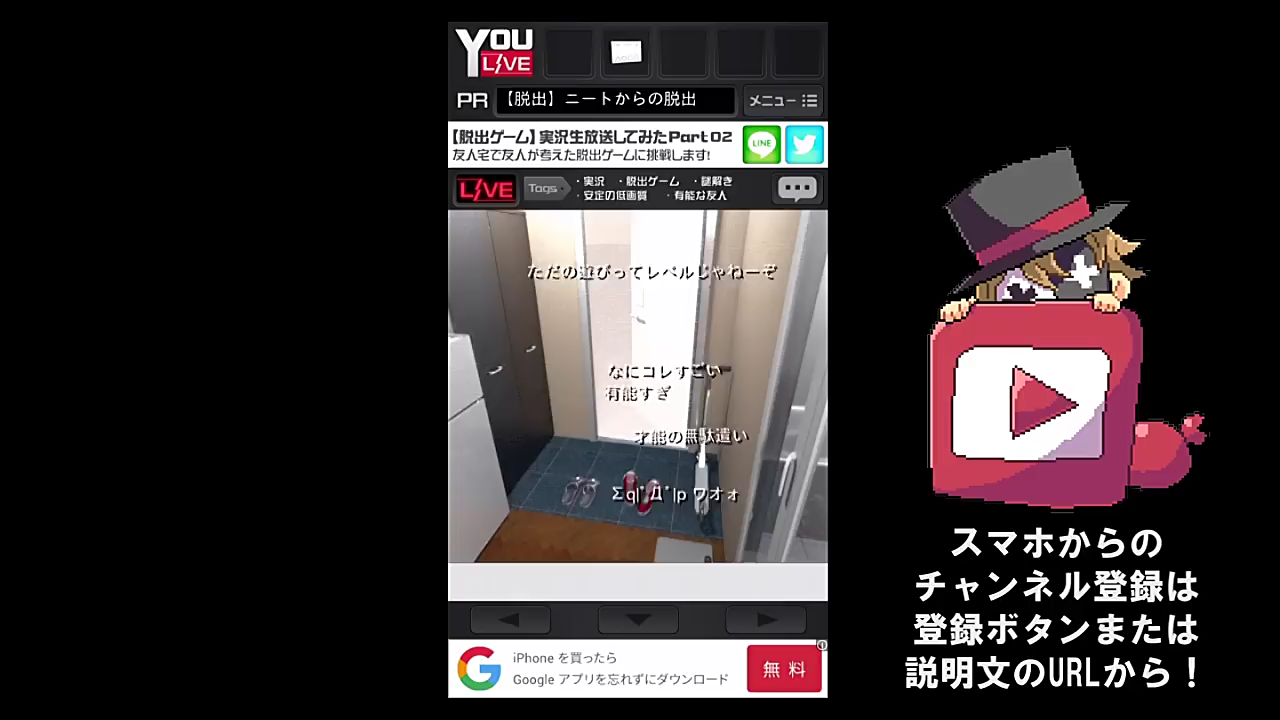 YOU
LIVE
PR
【脱出】ニートからの脱出
メニュー
【脱出ゲーム】実況生放送してみたPart02
友人宅で友人が考えた脱出ゲームに挑戦します!
LINE
LIVE
Tags
・実況 ・脱出ゲーム ・謎解き
・安定の低画質 ・有能な友人
ただの遊びってレベルじゃねーぞ
なにコレすごい
有能すぎ
才能の無駄遣い
Σq|ﾟДﾟ|p ワオォ
iPhone を買ったら
Google アプリを忘れずにダウンロード
無料
スマホからの
チャンネル登録は
登録ボタンまたは
説明文のURLから！